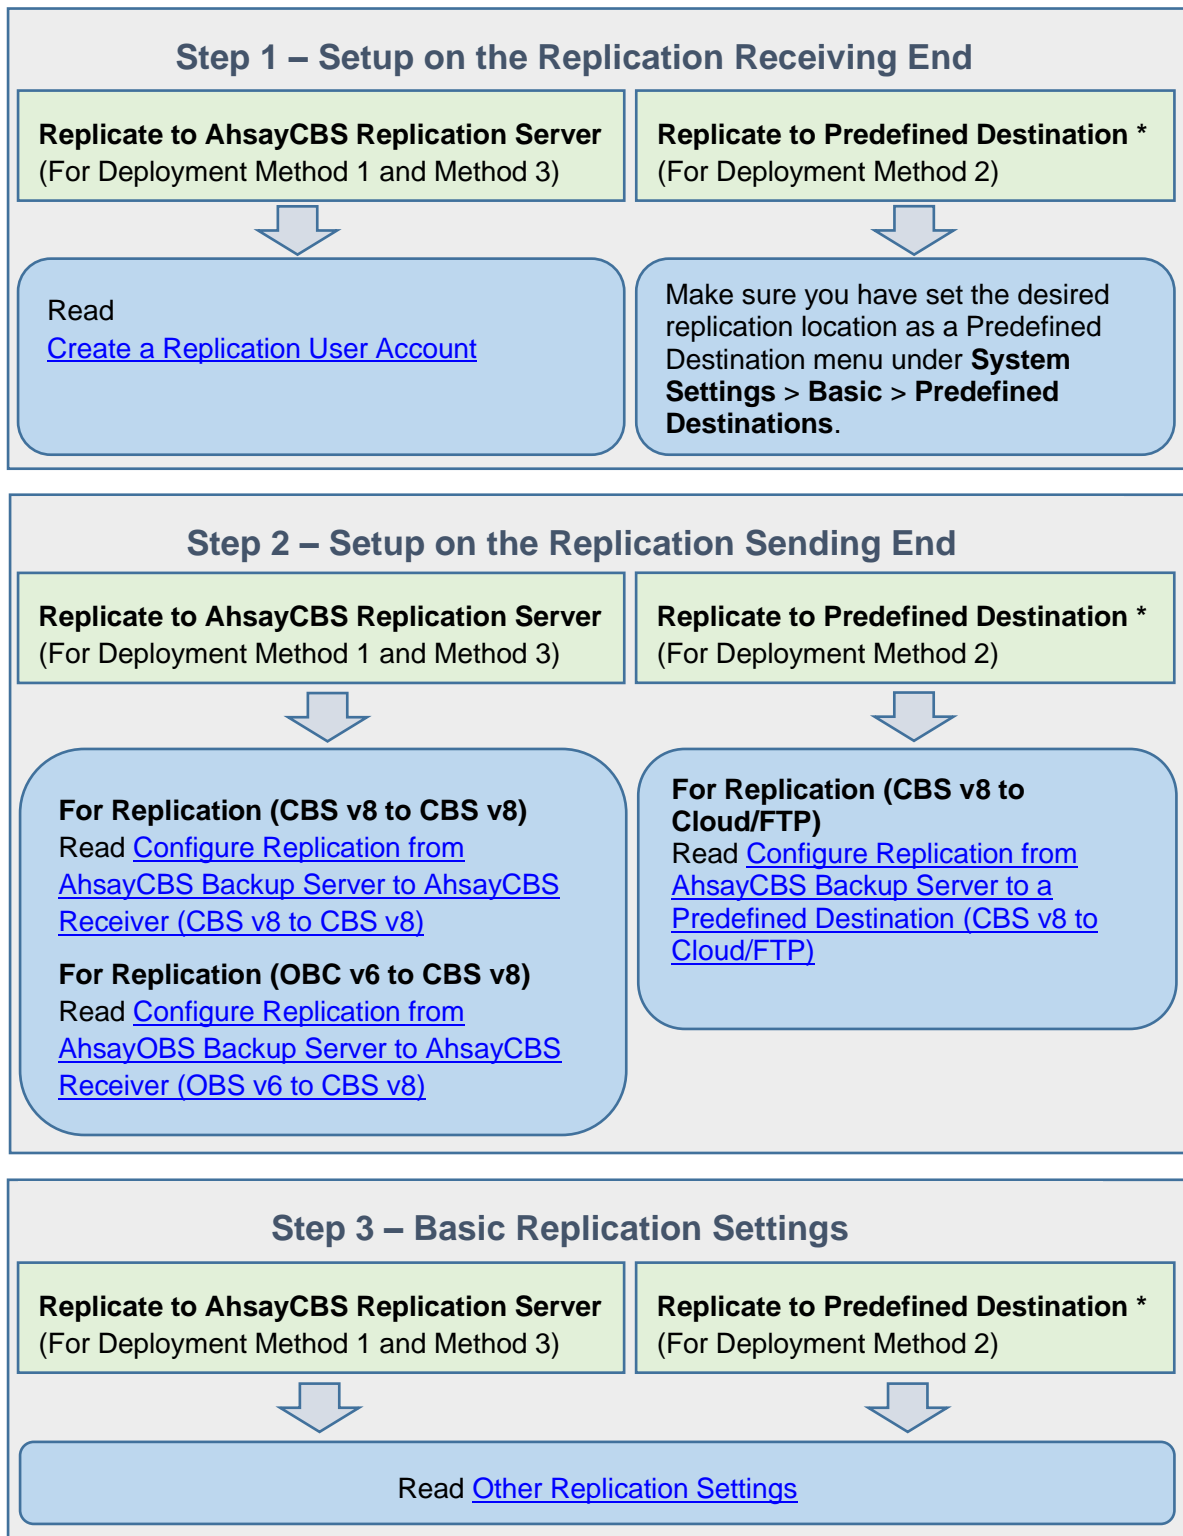 Step 1 – Setup on the Replication Receiving End
Replicate to AhsayCBS Replication Server
(For Deployment Method 1 and Method 3)
Replicate to Predefined Destination *
(For Deployment Method 2)
Read
Create a Replication User Account
Make sure you have set the desired
replication location as a Predefined
Destination menu under System
Settings > Basic > Predefined
Destinations.
Step 2 – Setup on the Replication Sending End
Replicate to AhsayCBS Replication Server
(For Deployment Method 1 and Method 3)
Replicate to Predefined Destination *
(For Deployment Method 2)
For Replication (CBS v8 to CBS v8)
Read Configure Replication from
AhsayCBS Backup Server to AhsayCBS
Receiver (CBS v8 to CBS v8)
For Replication (OBC v6 to CBS v8)
Read Configure Replication from
AhsayOBS Backup Server to AhsayCBS
Receiver (OBS v6 to CBS v8)
For Replication (CBS v8 to
Cloud/FTP)
Read Configure Replication from
AhsayCBS Backup Server to a
Predefined Destination (CBS v8 to
Cloud/FTP)
Step 3 – Basic Replication Settings
Replicate to AhsayCBS Replication Server
(For Deployment Method 1 and Method 3)
Replicate to Predefined Destination *
(For Deployment Method 2)
Read Other Replication Settings